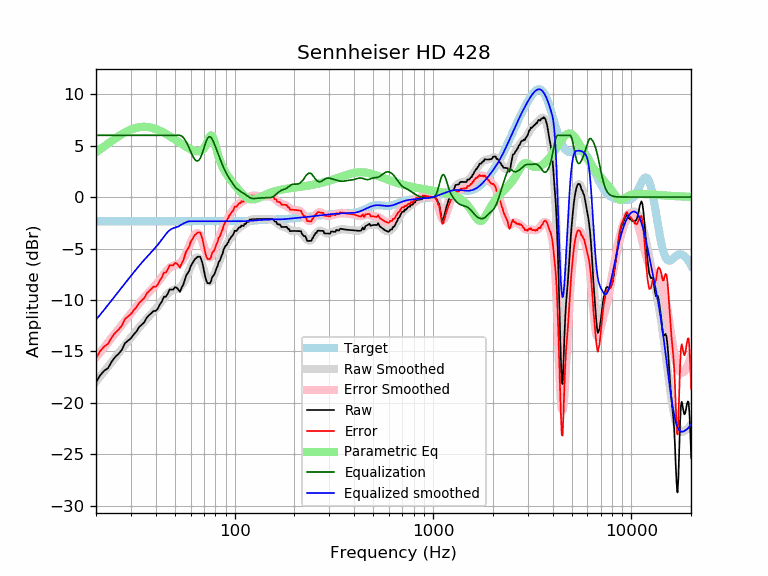 Sennheiser HD 428
Amplitude (dBr)
10
5
0
−5
−10
−15
−20
−25
−30
Target
Raw Smoothed
Error Smoothed
Raw
Error
Parametric Eq
Equalization
Equalized smoothed
100 1000 10000
Frequency (Hz)